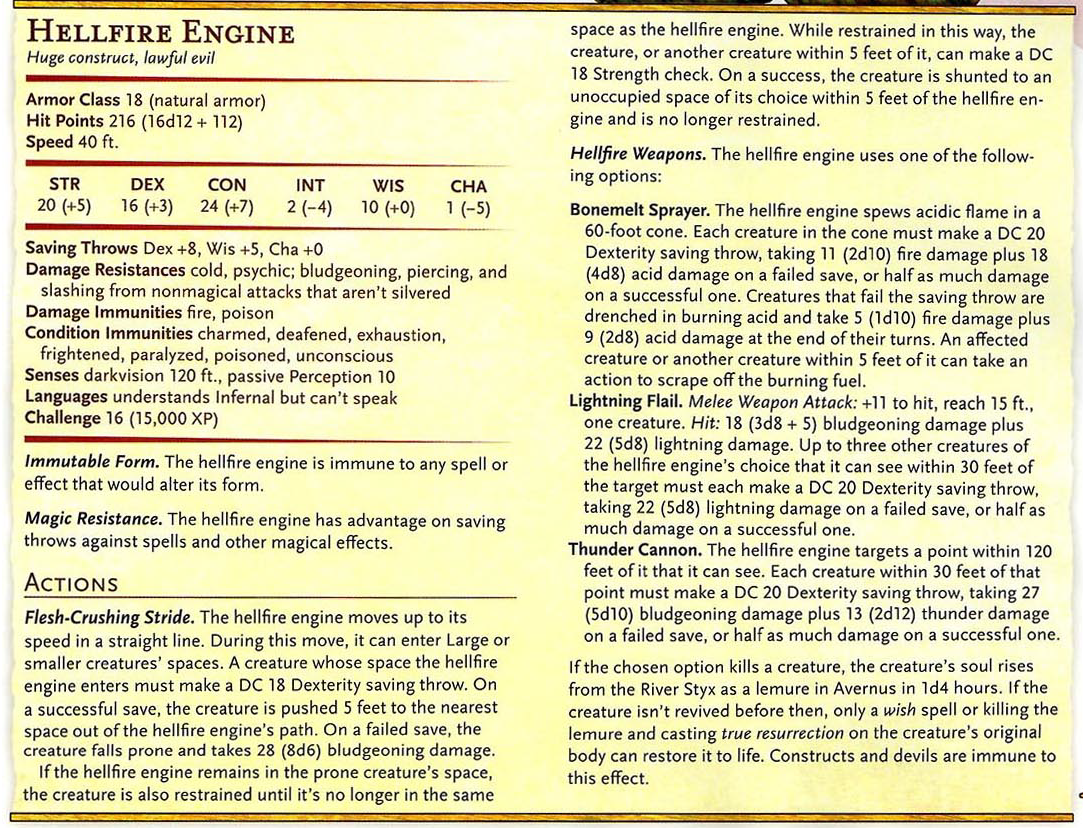 HELLFIRE ENGINE
Huge construct, lawful evil
Armor Class 18 (natural armor)
Hit Points 216 (16d12 + 112)
Speed 40 ft.
STR DEX CON INT WIS CHA
20 (+5) 16 (+3) 24 (+7) 2 (−4) 10 (+0) 1 (−5)
Saving Throws Dex +8, Wis +5, Cha +0
Damage Resistances cold, psychic; bludgeoning, piercing, and
slashing from nonmagical attacks that aren't silvered
Damage Immunities fire, poison
Condition Immunities charmed, deafened, exhaustion,
frightened, paralyzed, poisoned, unconscious
Senses darkvision 120 ft., passive Perception 10
Languages understands Infernal but can't speak
Challenge 16 (15,000 XP)
Immutable Form. The hellfire engine is immune to any spell or
effect that would alter its form.
Magic Resistance. The hellfire engine has advantage on saving
throws against spells and other magical effects.
ACTIONS
Flesh-Crushing Stride. The hellfire engine moves up to its
speed in a straight line. During this move, it can enter Large or
smaller creatures' spaces. A creature whose space the hellfire
engine enters must make a DC 18 Dexterity saving throw. On
a successful save, the creature is pushed 5 feet to the nearest
space out of the hellfire engine's path. On a failed save, the
creature falls prone and takes 28 (8d6) bludgeoning damage.
If the hellfire engine remains in the prone creature's space,
the creature is also restrained until it's no longer in the same
space as the hellfire engine. While restrained in this way, the
creature, or another creature within 5 feet of it, can make a DC
18 Strength check. On a success, the creature is shunted to an
unoccupied space of its choice within 5 feet of the hellfire en-
gine and is no longer restrained.
Hellfire Weapons. The hellfire engine uses one of the follow-
ing options:
Bonemelt Sprayer. The hellfire engine spews acidic flame in a
60-foot cone. Each creature in the cone must make a DC 20
Dexterity saving throw, taking 11 (2d10) fire damage plus 18
(4d8) acid damage on a failed save, or half as much damage
on a successful one. Creatures that fail the saving throw are
drenched in burning acid and take 5 (1d10) fire damage plus
9 (2d8) acid damage at the end of their turns. An affected
creature or another creature within 5 feet of it can take an
action to scrape off the burning fuel.
Lightning Flail. Melee Weapon Attack: +11 to hit, reach 15 ft.,
one creature. Hit: 18 (3d8 + 5) bludgeoning damage plus
22 (5d8) lightning damage. Up to three other creatures of
the hellfire engine's choice that it can see within 30 feet of
the target must each make a DC 20 Dexterity saving throw,
taking 22 (5d8) lightning damage on a failed save, or half as
much damage on a successful one.
Thunder Cannon. The hellfire engine targets a point within 120
feet of it that it can see. Each creature within 30 feet of that
point must make a DC 20 Dexterity saving throw, taking 27
(5d10) bludgeoning damage plus 13 (2d12) thunder damage
on a failed save, or half as much damage on a successful one.
If the chosen option kills a creature, the creature's soul rises
from the River Styx as a lemure in Avernus in 1d4 hours. If the
creature isn't revived before then, only a wish spell or killing the
lemure and casting true resurrection on the creature's original
body can restore it to life. Constructs and devils are immune to
this effect.